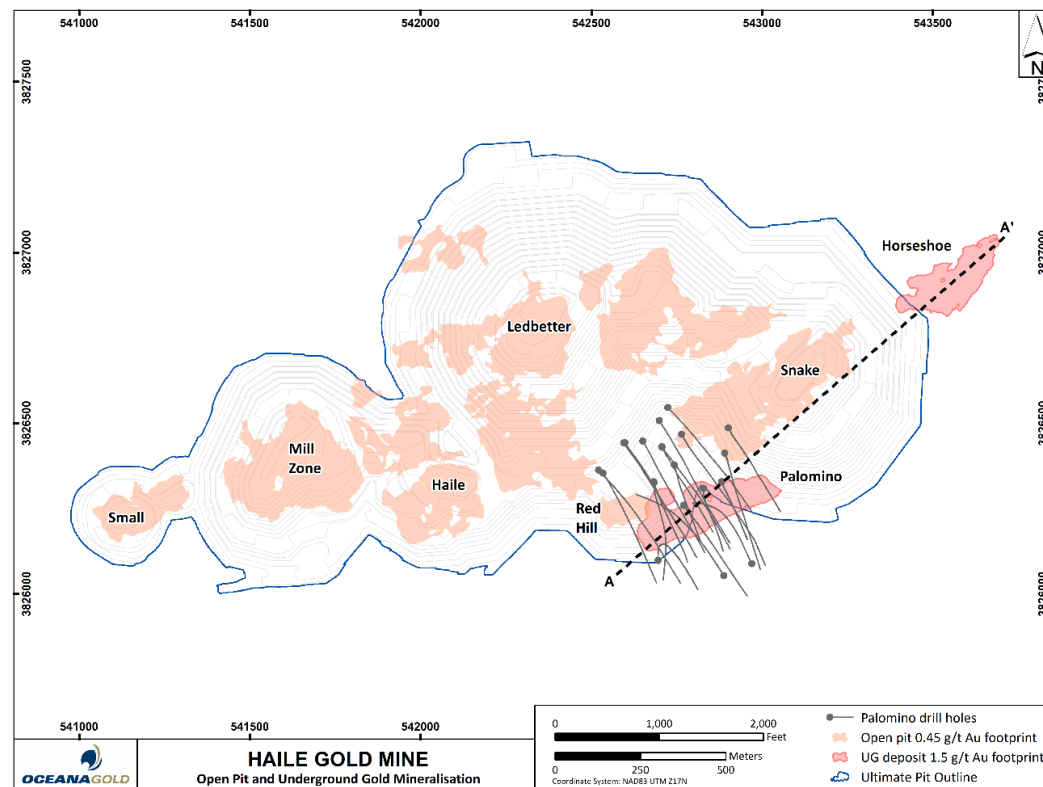 541000 541500 542000 542500 543000 543500
N
3827500
3827000
3826500
3826000
3827000
3826500
3826000
Horseshoe
A'
Ledbetter
Snake
Mill
Zone
Haile
Palomino
Small
Red
Hill
A
541000 541500 542000
0 1,000 2,000
Feet
Meters
0 250 500
Coordinate System: NAD83 UTM Z17N
Palomino drill holes
Open pit 0.45 g/t Au footprint
UG deposit 1.5 g/t Au footprint
Ultimate Pit Outline
OCEANAGOLD
HAILE GOLD MINE
Open Pit and Underground Gold Mineralisation